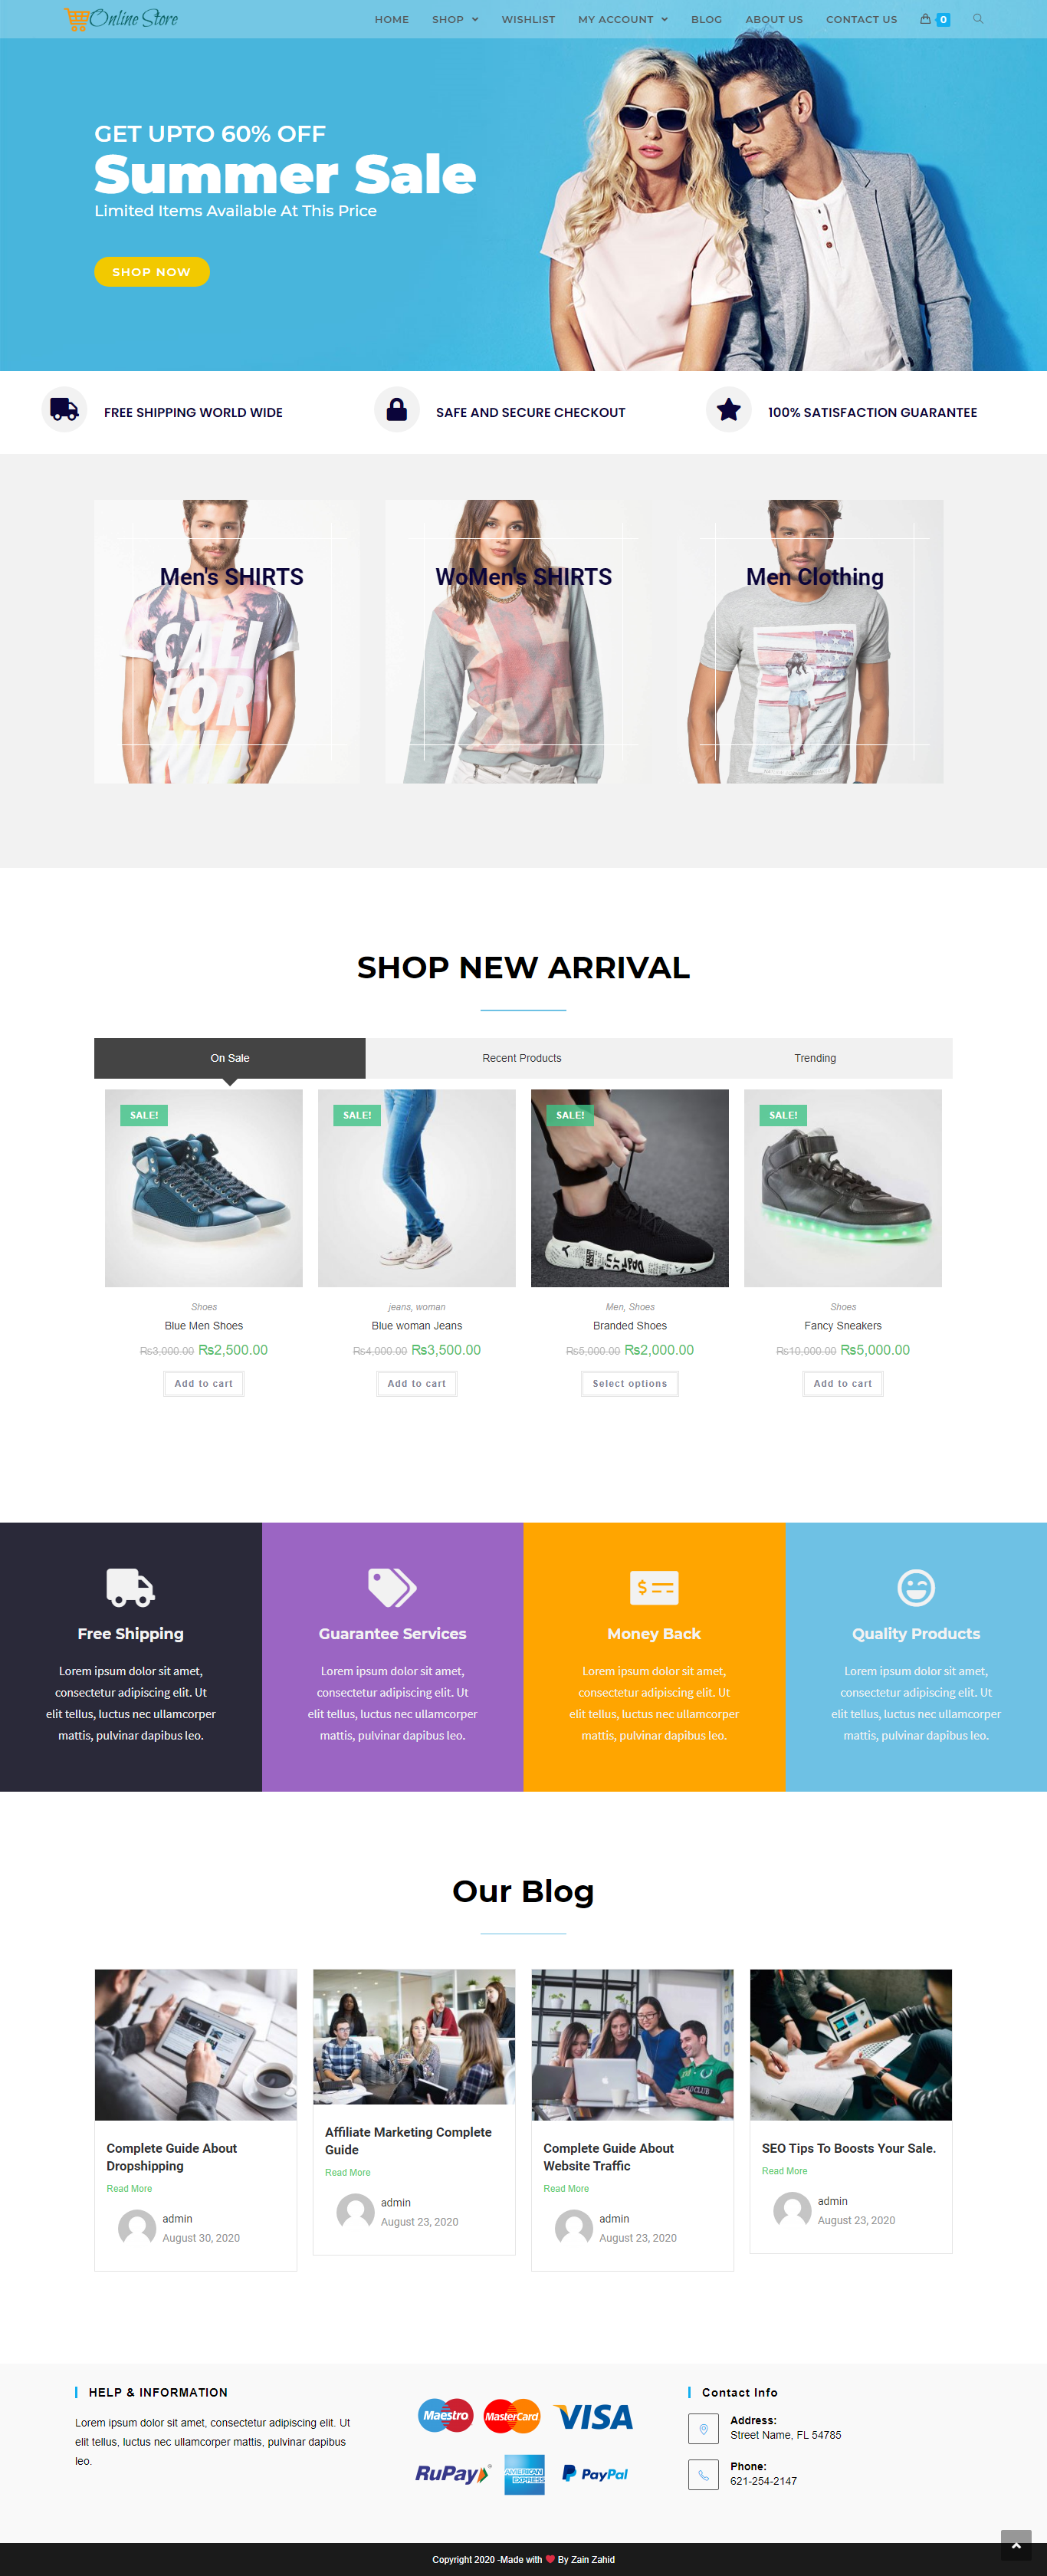 Online Store
HOME SHOP WISHLIST MY ACCOUNT BLOG ABOUT US CONTACT US 0
GET UPTO 60% OFF
Summer Sale
Limited Items Available At This Price
SHOP NOW
FREE SHIPPING WORLD WIDE
SAFE AND SECURE CHECKOUT
100% SATISFACTION GUARANTEE
Men's SHIRTS
CALI
FOR
WoMen's SHIRTS
Men Clothing
SHOP NEW ARRIVAL
On Sale
Recent Products
Trending
SALE!
Shoes
Blue Men Shoes
₨3,000.00 ₨2,500.00
Add to cart
SALE!
jeans, woman
Blue woman Jeans
₨4,000.00 ₨3,500.00
Add to cart
SALE!
Men, Shoes
Branded Shoes
₨5,000.00 ₨2,000.00
Select options
SALE!
Shoes
Fancy Sneakers
₨10,000.00 ₨5,000.00
Add to cart
Free Shipping
Lorem ipsum dolor sit amet,
consectetur adipiscing elit. Ut
elit tellus, luctus nec ullamcorper
mattis, pulvinar dapibus leo.
Guarantee Services
Lorem ipsum dolor sit amet,
consectetur adipiscing elit. Ut
elit tellus, luctus nec ullamcorper
mattis, pulvinar dapibus leo.
Money Back
Lorem ipsum dolor sit amet,
consectetur adipiscing elit. Ut
elit tellus, luctus nec ullamcorper
mattis, pulvinar dapibus leo.
Quality Products
Lorem ipsum dolor sit amet,
consectetur adipiscing elit. Ut
elit tellus, luctus nec ullamcorper
mattis, pulvinar dapibus leo.
Our Blog
Complete Guide About
Dropshipping
Read More
admin
August 30, 2020
Affiliate Marketing Complete
Guide
Read More
admin
August 23, 2020
Complete Guide About
Website Traffic
Read More
admin
August 23, 2020
SEO Tips To Boosts Your Sale.
Read More
admin
August 23, 2020
HELP & INFORMATION
Lorem ipsum dolor sit amet, consectetur adipiscing elit. Ut
elit tellus, luctus nec ullamcorper mattis, pulvinar dapibus
leo.
Maestro MasterCard VISA
RuPay AMERICAN EXPRESS PayPal
Contact Info
Address:
Street Name, FL 54785
Phone:
621-254-2147
Copyright 2020 -Made with ❤ By Zain Zahid